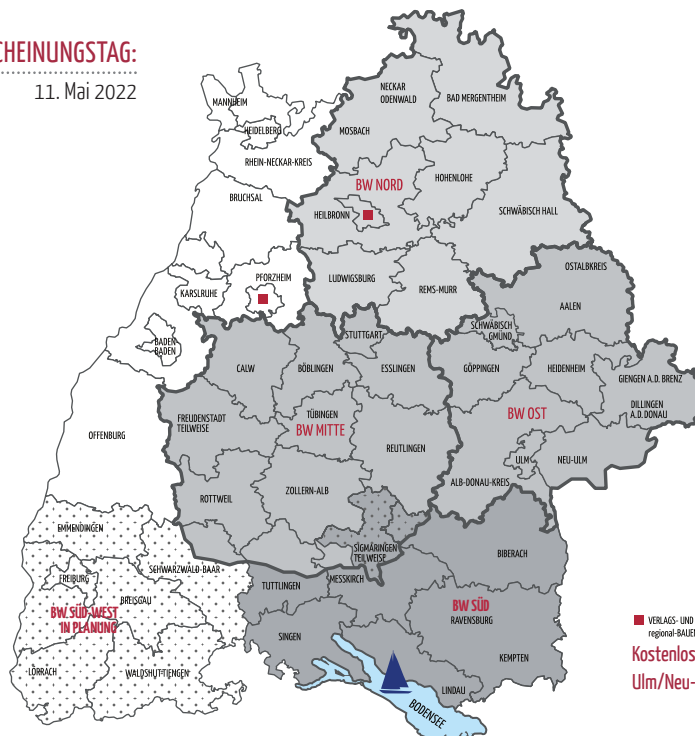 CHEINUNGSTAG:
11. Mai 2022
MANNHEIM
HEIDELBERG
RHEIN-NECKAR-KREIS
BRUCHSAL
KARLSRUHE
PFORZHEIM
BADEN-
BADEN
OFFENBURG
NECKAR
ODENWALD
BAD MERGENTHEIM
MOSBACH
BW NORD
HOHENLOHE
HEILBRONN
SCHWÄBISCH HALL
LUDWIGSBURG
REMS-MURR
OSTALBKREIS
AALEN
SCHWÄBISCH
GMÜND
GÖPPINGEN
HEIDENHEIM
GIENGEN A.D. BRENZ
DILLINGEN
A.D. DONAU
BW OST
ULM
NEU-ULM
ALB-DONAU-KREIS
STUTTGART
CALW
BÖBLINGEN
ESSLINGEN
FREUDENSTADT
TEILWEISE
TÜBINGEN
BW MITTE
REUTLINGEN
ROTTWEIL
ZOLLERN-ALB
SIGMARINGEN
TEILWEISE
EMMENDINGEN
SCHWARZWALD-BAAR
FREIBURG
BREISGAU
BW SÜD-WEST
IN PLANUNG
LÖRRACH
WALDSHUT-TIENGEN
TUTTLINGEN
MESSKIRCH
BIBERACH
BW SÜD
RAVENSBURG
SINGEN
KEMPTEN
LINDAU
BODENSEE
VERLAGS- UND
regional-BAUE
Kostenlos
Ulm/Neu-